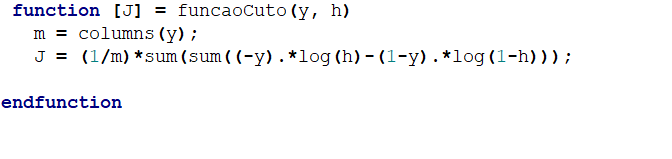 function [J] = funcaoCuto(y, h)
m = columns(y);
J = (1/m)*sum(sum((-y).*log(h)-(1-y).*log(1-h)));
endfunction